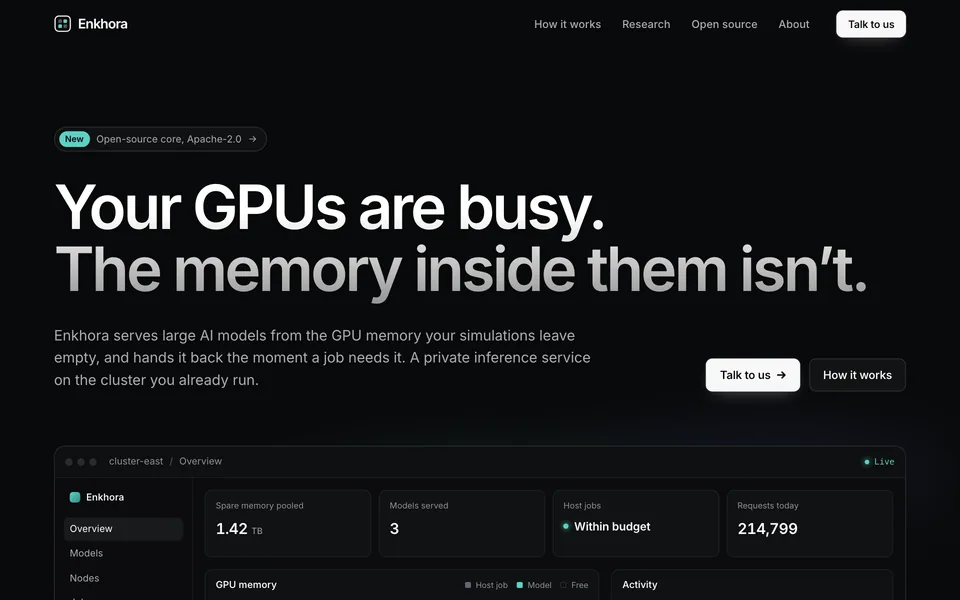 Enkhora
How it works
Research
Open source
About
Talk to us
New Open-source core, Apache-2.0 →
Your GPUs are busy.
The memory inside them isn’t.
Enkhora serves large AI models from the GPU memory your simulations leave
empty, and hands it back the moment a job needs it. A private inference service
on the cluster you already run.
Talk to us →
How it works
cluster-east / Overview
Live
Enkhora
Overview
Models
Nodes
Spare memory pooled
1.42 TB
Models served
3
Host jobs
Within budget
Requests today
214,799
GPU memory
Host job
Model
Free
Activity